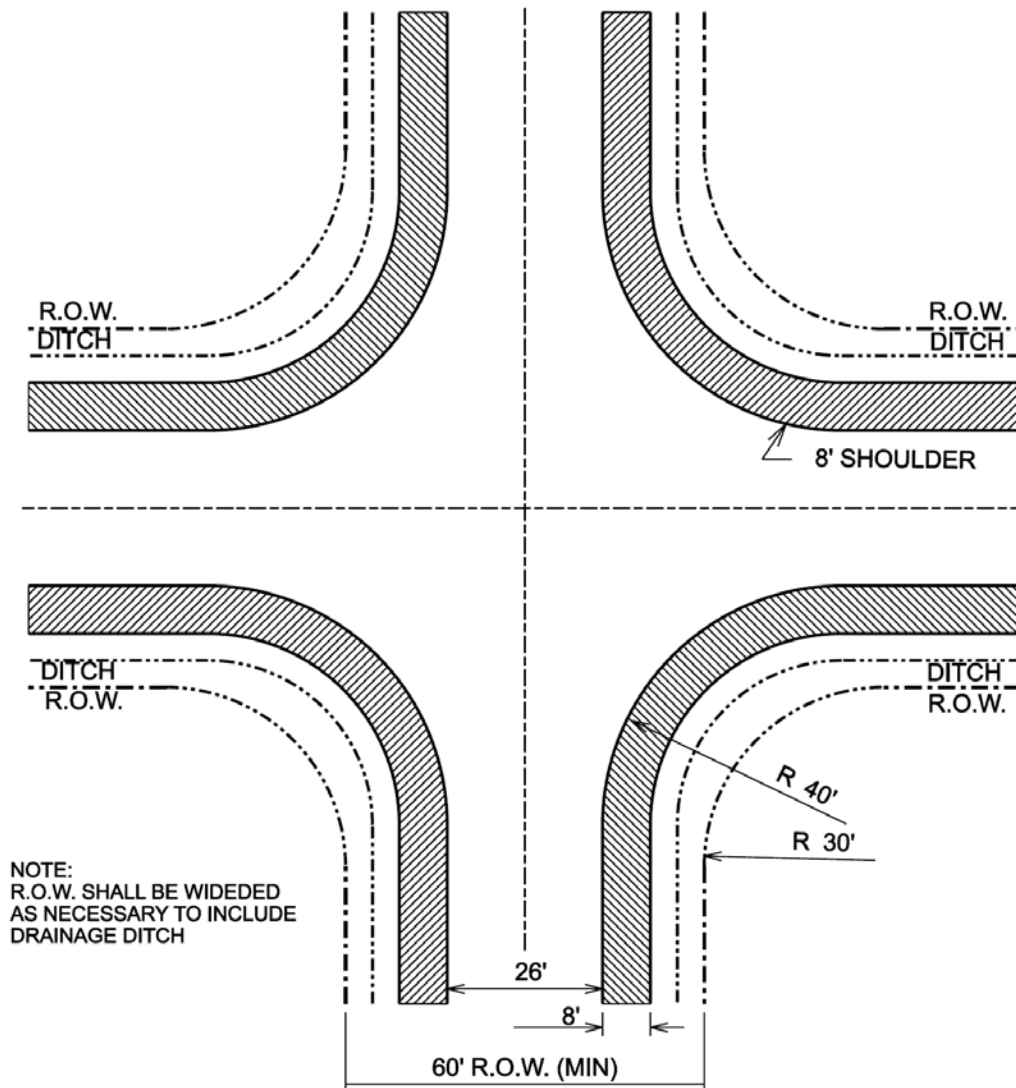 R.O.W.
DITCH
R.O.W.
DITCH
8' SHOULDER
DITCH
R.O.W.
DITCH
R.O.W.
R 40'
R 30'
NOTE:
R.O.W. SHALL BE WIDEDED
AS NECESSARY TO INCLUDE
DRAINAGE DITCH
26'
8'
60' R.O.W. (MIN)